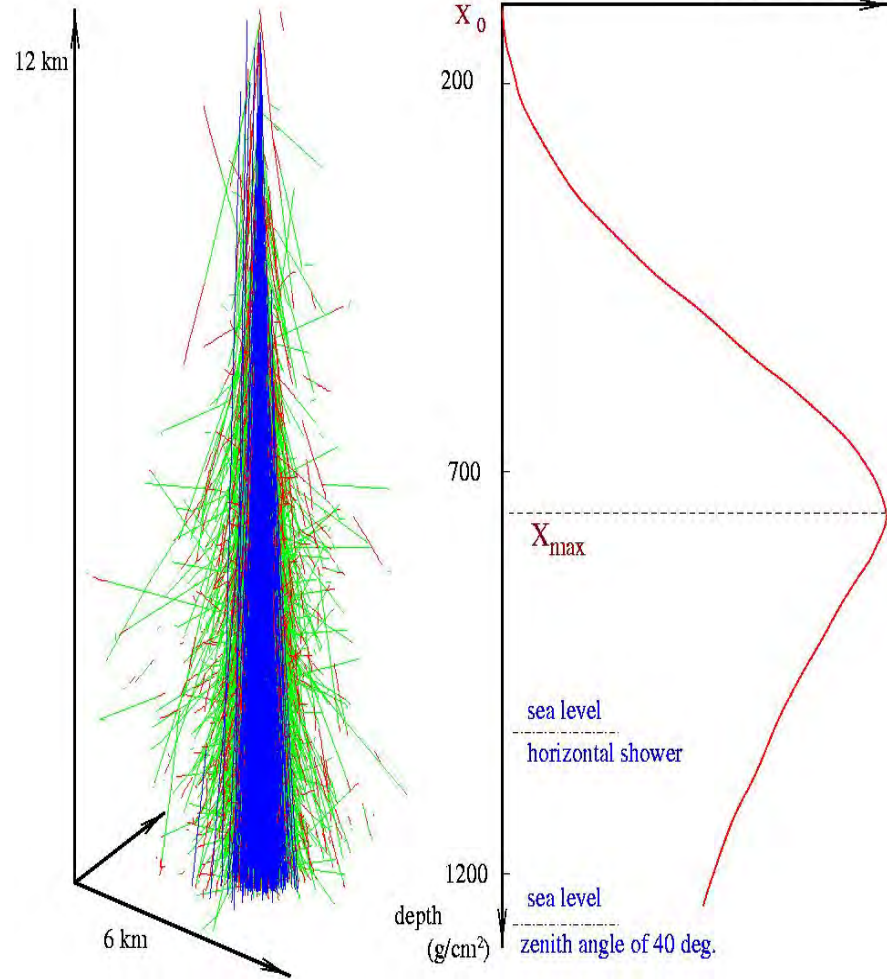 12 km
6 km
X₀
200
700
Xmax
sea level
horizontal shower
1200
sea level
depth
(g/cm²)
zenith angle of 40 deg.